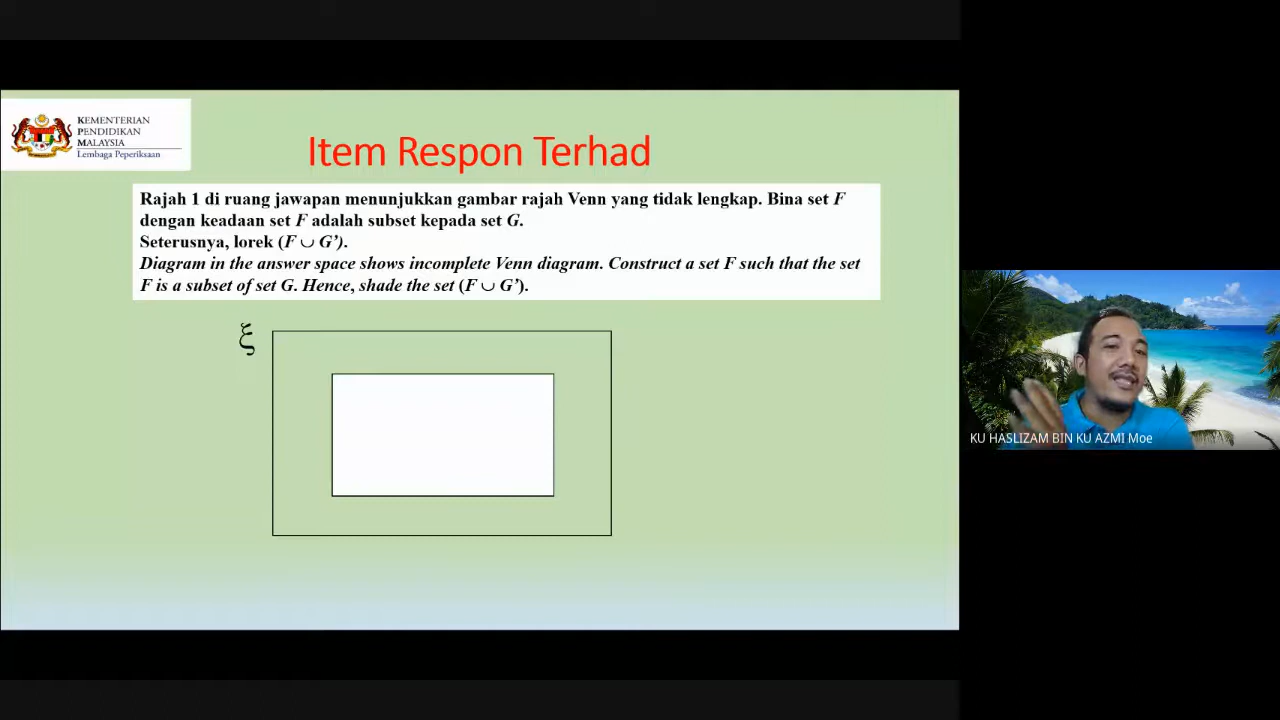 KEMENTERIAN
PENDIDIKAN
MALAYSIA
Lembaga Peperiksaan
Item Respon Terhad
Rajah 1 di ruang jawapan menunjukkan gambar rajah Venn yang tidak lengkap. Bina set F
dengan keadaan set F adalah subset kepada set G.
Seterusnya, lorek (F ∪ G’).
Diagram in the answer space shows incomplete Venn diagram. Construct a set F such that the set
F is a subset of set G. Hence, shade the set (F ∪ G’).
ξ
KU HASLIZAM BIN KU AZMI Moe